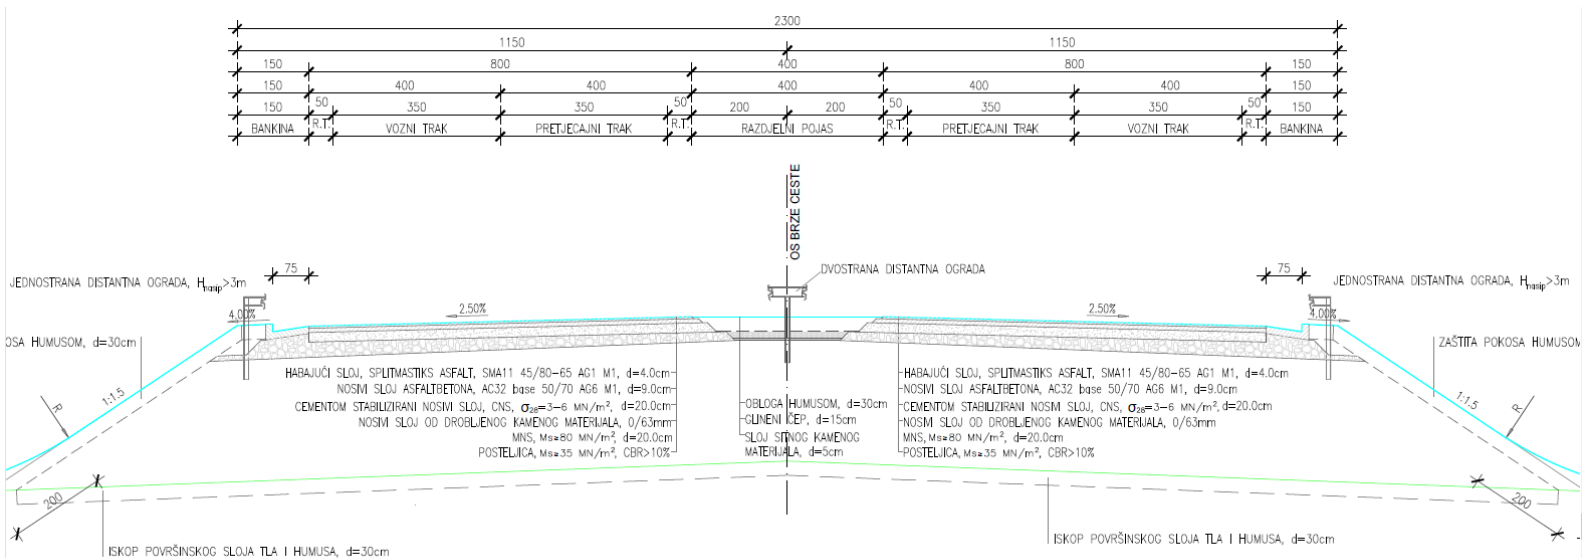 2300
1150 1150
150 800 400 800 150
150 400 400 400 400 400 150
150 50 350 350 50 200 200 50 350 350 50 150
BANKINA R.T. VOZNI TRAK PRETJECAJNI TRAK R.T. RAZDJELNI POJAS R.T. PRETJECAJNI TRAK VOZNI TRAK R.T. BANKINA
OS BRZE CESTE
JEDNOSTRANA DISTANTNA OGRADA, Hnasip>3m
75
DVOSTRANA DISTANTNA OGRADA
75
JEDNOSTRANA DISTANTNA OGRADA, Hnasip>3m
4.00% 2.50% 2.50% 4.00%
OSA HUMUSOM, d=30cm
ZAŠTITA POKOSA HUMUSOM
1:1.5
R
HABAJUĆI SLOJ, SPLITMASTIKS ASFALT, SMA11 45/80-65 AG1 M1, d=4.0cm
NOSIVI SLOJ ASFALTBETONA, AC32 base 50/70 AG6 M1, d=9.0cm
CEMENTOM STABILIZIRANI NOSIVI SLOJ, CNS, σ28=3-6 MN/m², d=20.0cm
NOSIVI SLOJ OD DROBLJENOG KAMENOG MATERIJALA, 0/63mm
MNS, Ms≥80 MN/m², d=20.0cm
POSTELJICA, Ms≥35 MN/m², CBR>10%
OBLOGA HUMUSOM, d=30cm
GLINENI ČEP, d=15cm
SLOJ SITNOG KAMENOG
MATERIJALA, d=5cm
HABAJUĆI SLOJ, SPLITMASTIKS ASFALT, SMA11 45/80-65 AG1 M1, d=4.0cm
NOSIVI SLOJ ASFALTBETONA, AC32 base 50/70 AG6 M1, d=9.0cm
CEMENTOM STABILIZIRANI NOSIVI SLOJ, CNS, σ28=3-6 MN/m², d=20.0cm
NOSIVI SLOJ OD DROBLJENOG KAMENOG MATERIJALA, 0/63mm
MNS, Ms≥80 MN/m², d=20.0cm
POSTELJICA, Ms≥35 MN/m², CBR>10%
1:1.5
R
200
200
ISKOP POVRŠINSKOG SLOJA TLA I HUMUSA, d=30cm
ISKOP POVRŠINSKOG SLOJA TLA I HUMUSA, d=30cm